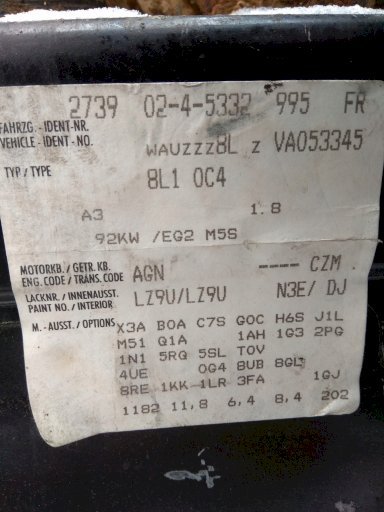 2739 02-4-5332 995 FR
FAHRZG.-IDENT-NR.
VEHICLE-IDENT-NO. WAUZZZ8L Z VA053345
TYP/TYPE 8L1 0C4
A3 1.8
92KW /EG2 M5S
MOTORKB./GETR.KB.
ENG.CODE/TRANS.CODE AGN -- CZM
LACKNR./INNENAUSST.
PAINT NO./INTERIOR LZ9U/LZ9U N3E/ DJ
M.-AUSST./OPTIONS X3A B0A C7S G0C H6S J1L
M51 Q1A 1AH 1G3 2PG
1N1 5RQ 5SL T0V
4UE 0G4 8UB 8GL
8RE 1KK 1LR 3FA 1GJ
1182 11,8 6,4 8,4 202